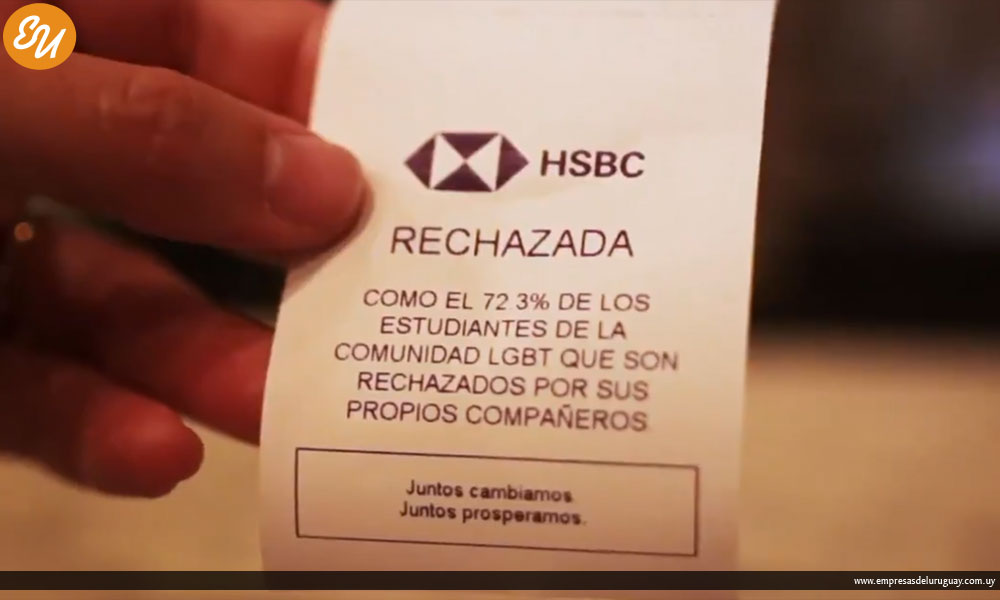 EU
HSBC
RECHAZADA
COMO EL 72.3% DE LOS
ESTUDIANTES DE LA
COMUNIDAD LGBT QUE SON
RECHAZADOS POR SUS
PROPIOS COMPAÑEROS
Juntos cambiamos.
Juntos prosperamos.
www.empresasdeluruguay.com.uy